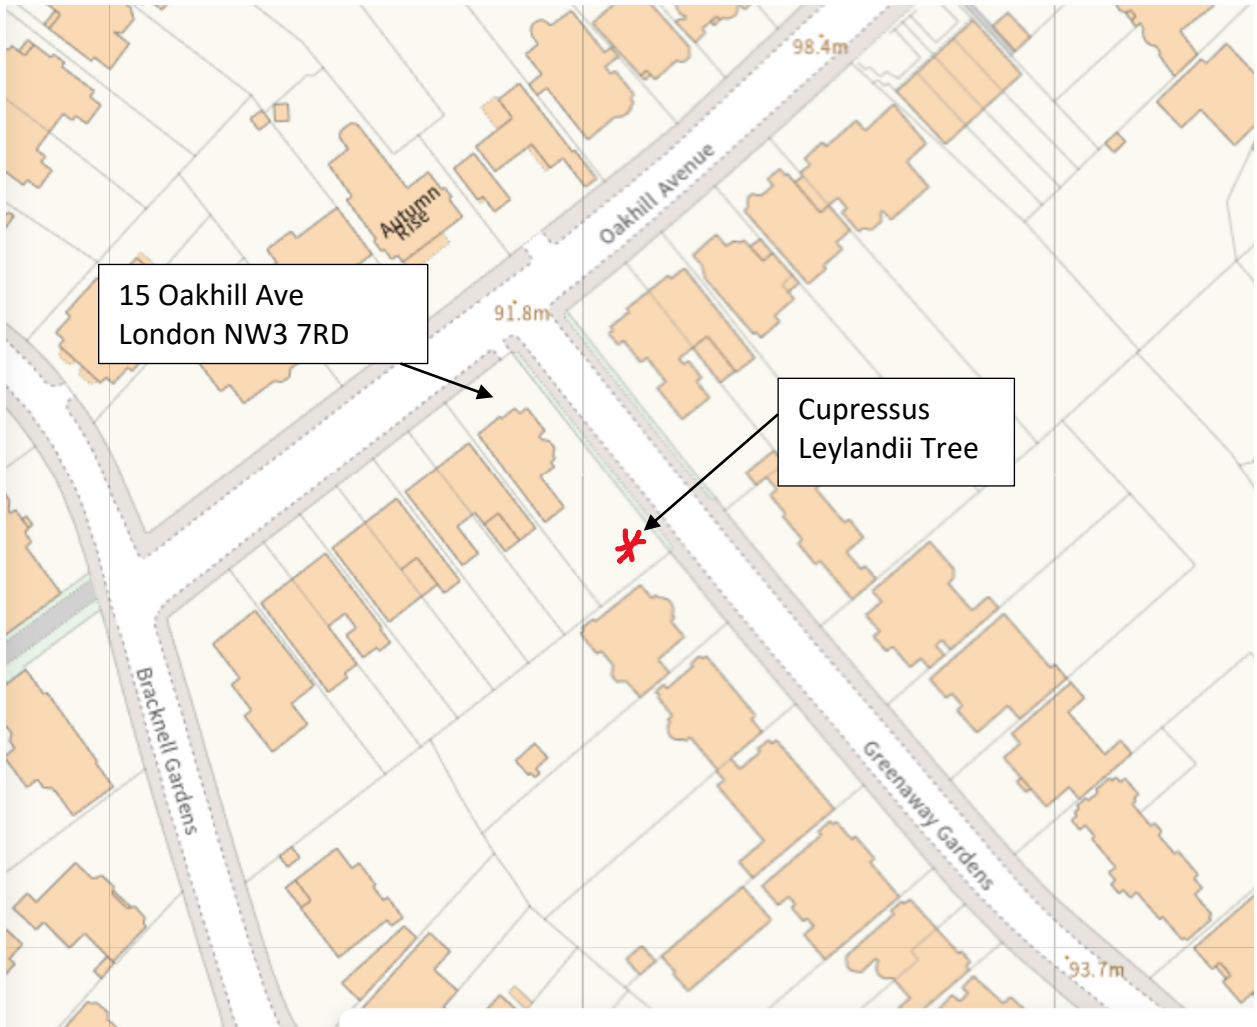 98.4m
Oakhill Avenue
Autumn
Rise
15 Oakhill Ave
London NW3 7RD
91.8m
Cupressus
Leylandii Tree
Bracknell Gardens
Greenaway Gardens
93.7m